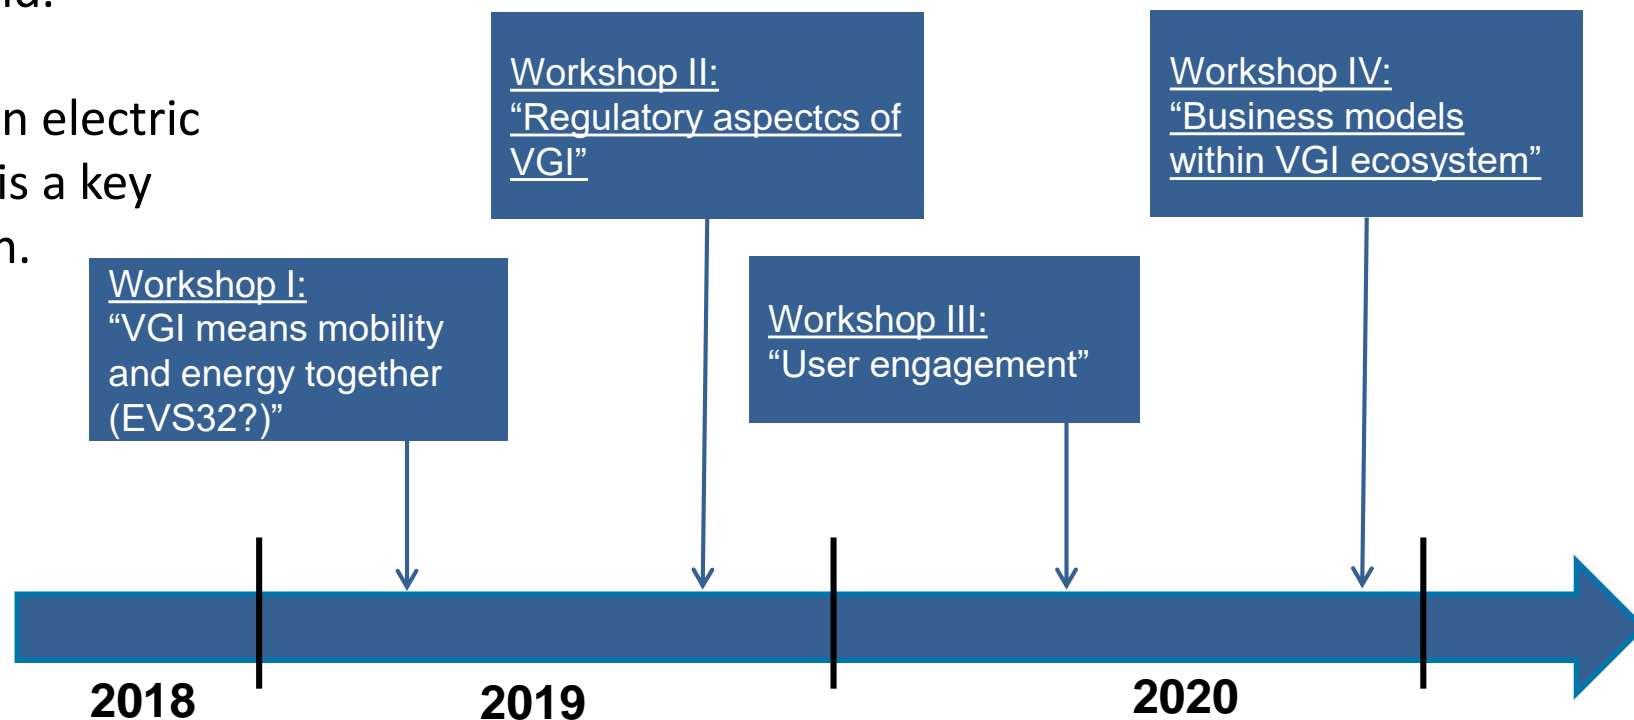 n electric
is a key
Workshop I:
“VGI means mobility
and energy together
(EVS32?)”
Workshop II:
“Regulatory aspectcs of
VGI”
Workshop III:
“User engagement”
Workshop IV:
“Business models
within VGI ecosystem”
2018
2019
2020